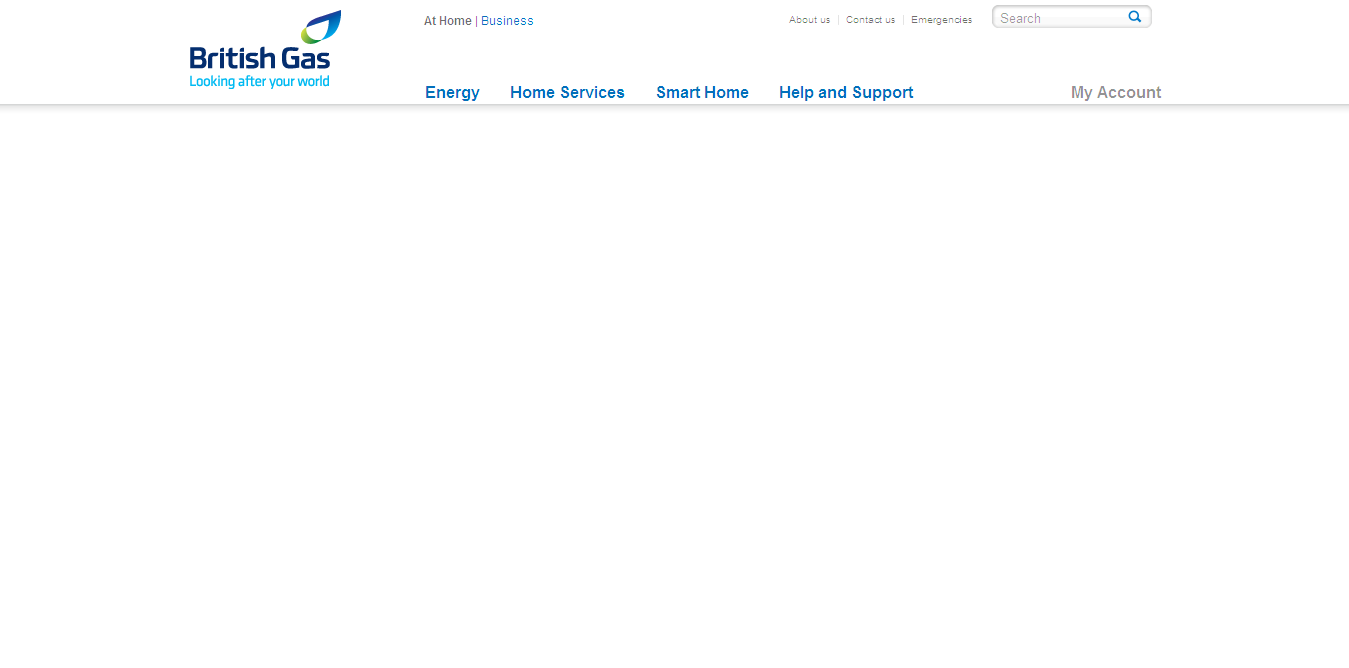 At Home | Business
About us
Contact us
Emergencies
Search
British Gas
Looking after your world
Energy
Home Services
Smart Home
Help and Support
My Account